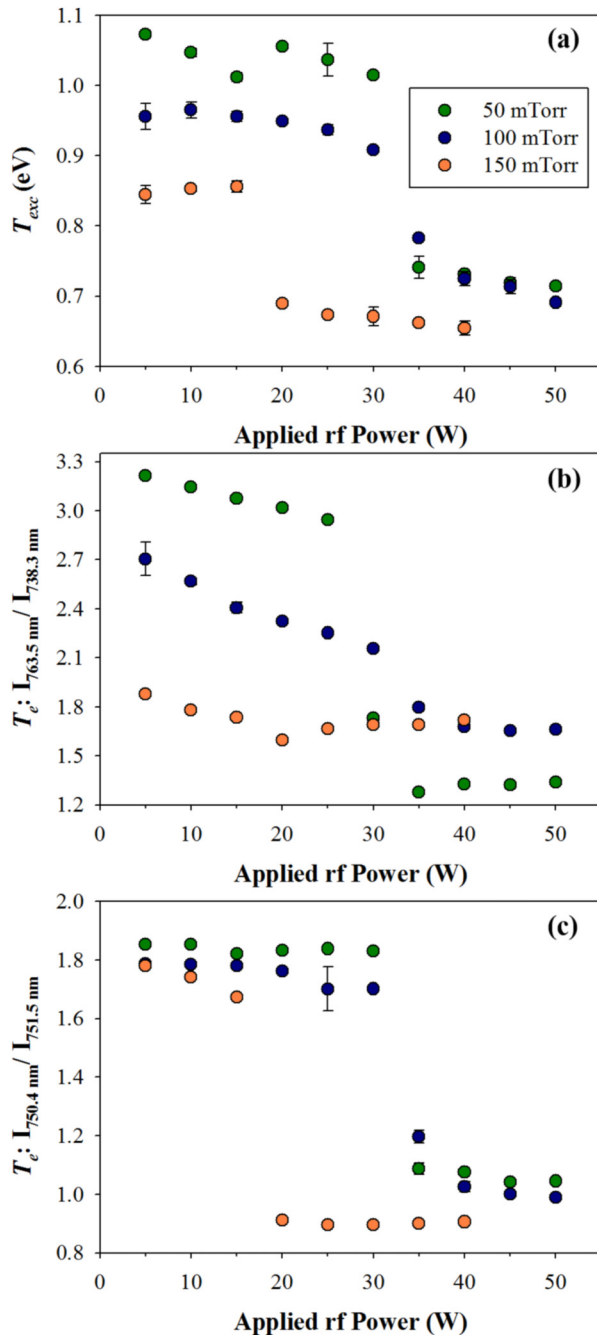 1.1
(a)
1.0
50 mTorr
100 mTorr
150 mTorr
0.9
0.8
0.7
0.6
T_exc (eV)
0 10 20 30 40 50
Applied rf Power (W)
3.3
(b)
3.0
2.7
2.4
2.1
1.8
1.5
1.2
T_e: I_763.5 nm/ I_738.3 nm
0 10 20 30 40 50
Applied rf Power (W)
2.0
(c)
1.8
1.6
1.4
1.2
1.0
0.8
T_e: I_750.4 nm/ I_751.5 nm
0 10 20 30 40 50
Applied rf Power (W)